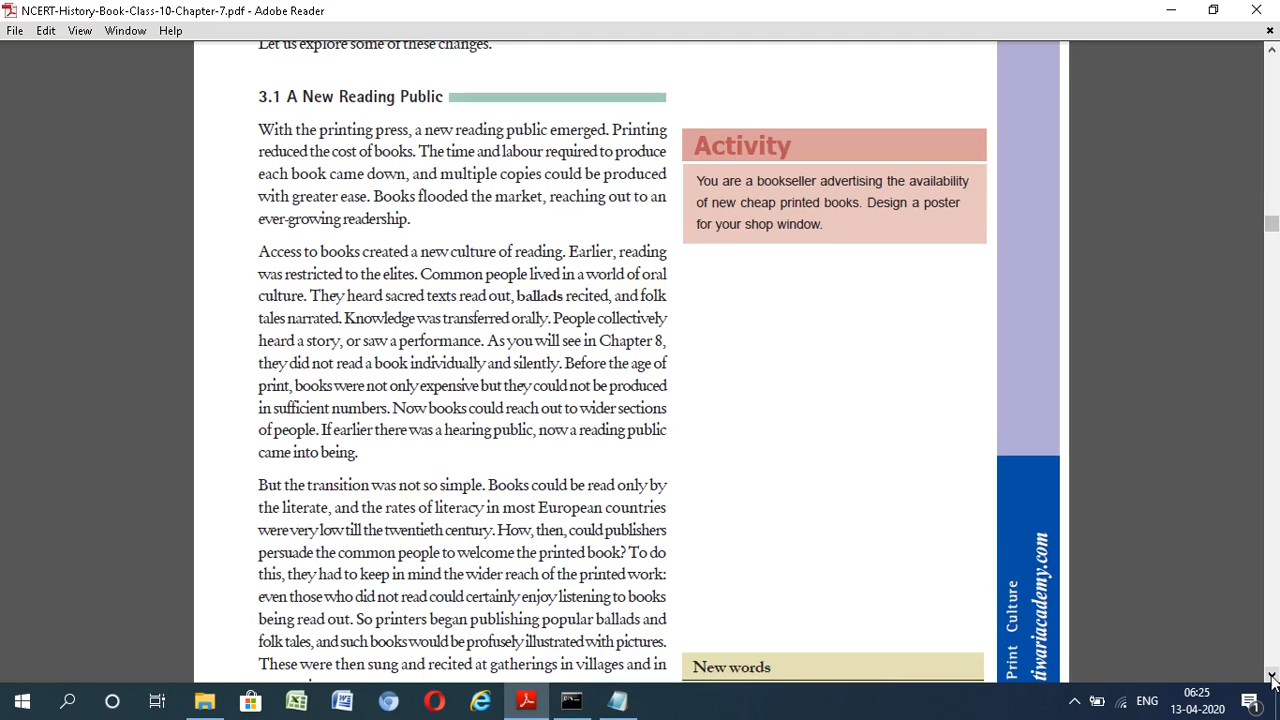 NCERT-History-Book-Class-10-Chapter-7.pdf - Adobe Reader
File Edit View Window Help
Let us explore some of these changes.
3.1 A New Reading Public
With the printing press, a new reading public emerged. Printing
reduced the cost of books. The time and labour required to produce
each book came down, and multiple copies could be produced
with greater ease. Books flooded the market, reaching out to an
ever-growing readership.
Access to books created a new culture of reading. Earlier, reading
was restricted to the elites. Common people lived in a world of oral
culture. They heard sacred texts read out, ballads recited, and folk
tales narrated. Knowledge was transferred orally. People collectively
heard a story, or saw a performance. As you will see in Chapter 8,
they did not read a book individually and silently. Before the age of
print, books were not only expensive but they could not be produced
in sufficient numbers. Now books could reach out to wider sections
of people. If earlier there was a hearing public, now a reading public
came into being.
But the transition was not so simple. Books could be read only by
the literate, and the rates of literacy in most European countries
were very low till the twentieth century. How, then, could publishers
persuade the common people to welcome the printed book? To do
this, they had to keep in mind the wider reach of the printed work:
even those who did not read could certainly enjoy listening to books
being read out. So printers began publishing popular ballads and
folk tales, and such books would be profusely illustrated with pictures.
These were then sung and recited at gatherings in villages and in
Activity
You are a bookseller advertising the availability
of new cheap printed books. Design a poster
for your shop window.
New words
Print Culture
tiwariacademy.com
ENG
06:25
13-04-2020
1